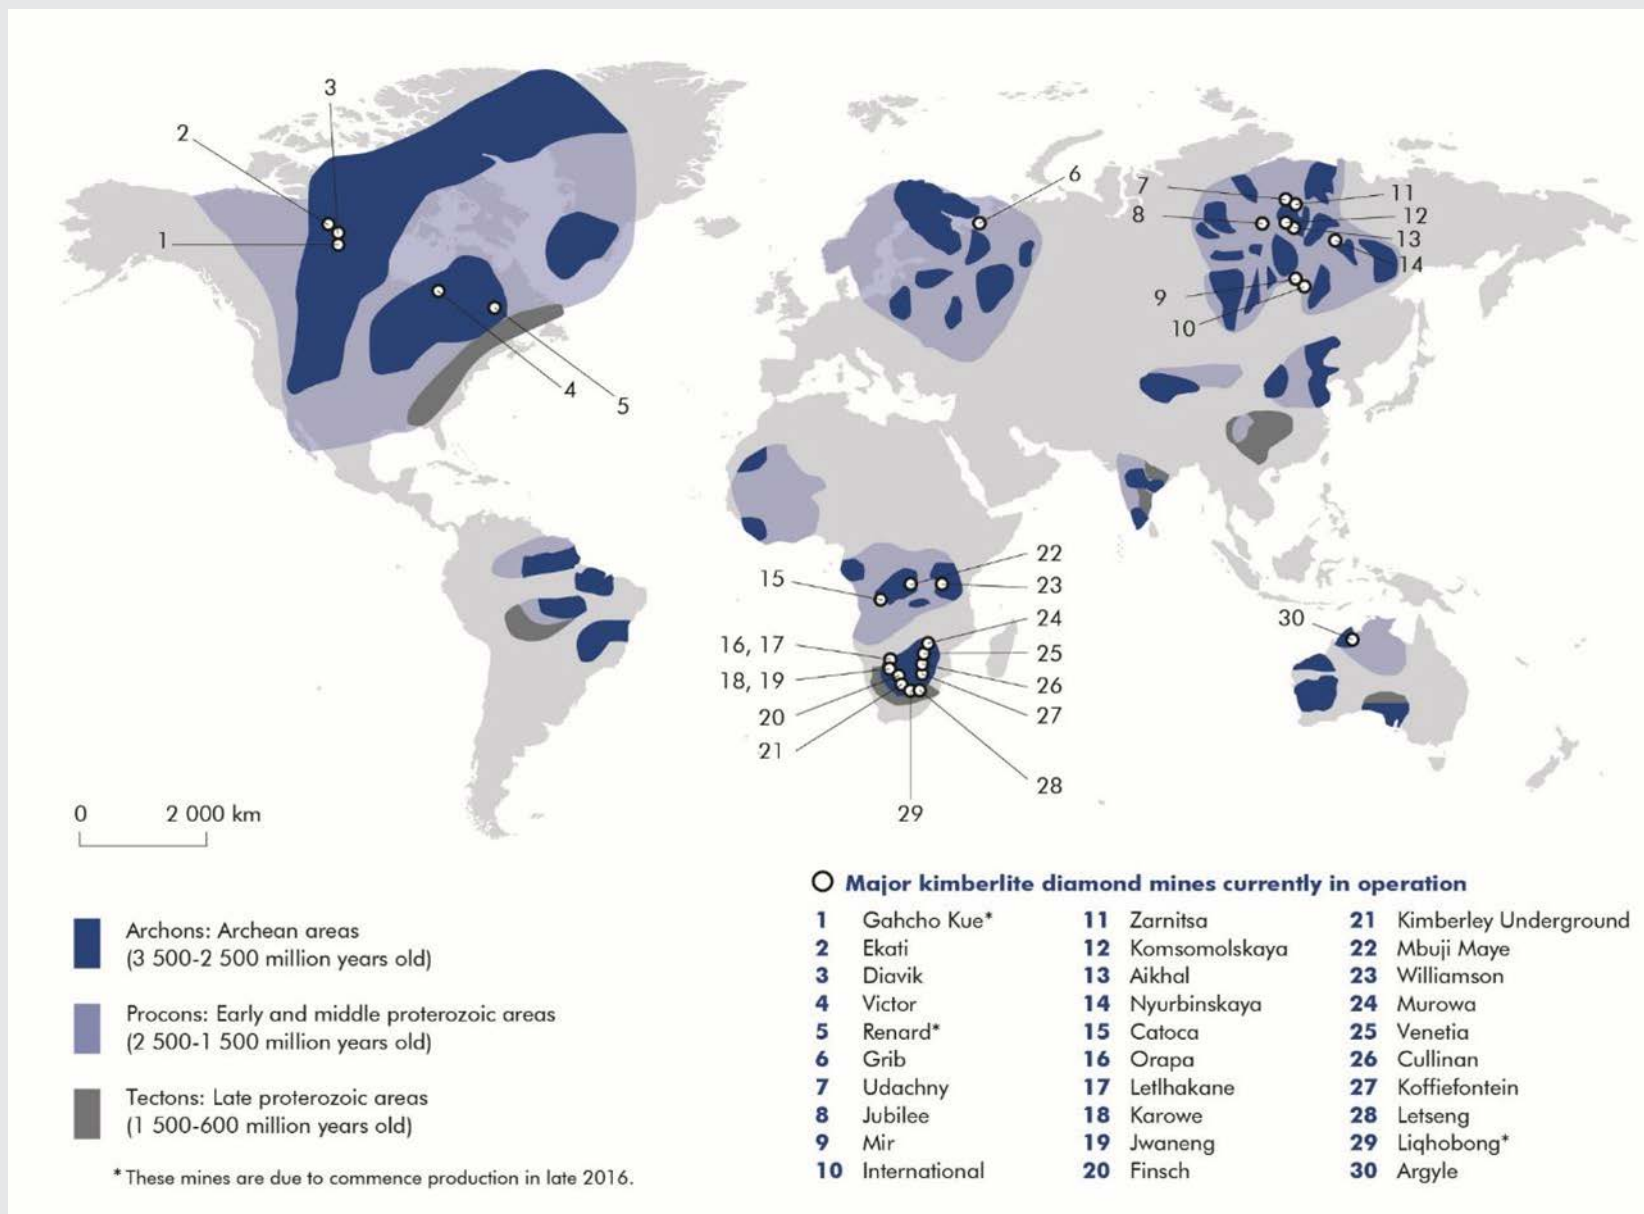 3
2
1
4
5
6
7
8
9
10
11
12
13
14
15
16, 17
18, 19
20
21
22
23
24
25
26
27
28
29
30
0 2 000 km
Archons: Archean areas
(3 500-2 500 million years old)
Procons: Early and middle proterozoic areas
(2 500-1 500 million years old)
Tectons: Late proterozoic areas
(1 500-600 million years old)
* These mines are due to commence production in late 2016.
Major kimberlite diamond mines currently in operation
1 Gahcho Kue*
2 Ekati
3 Diavik
4 Victor
5 Renard*
6 Grib
7 Udachny
8 Jubilee
9 Mir
10 International
11 Zarnitsa
12 Komsomolskaya
13 Aikhal
14 Nyurbinskaya
15 Catoca
16 Orapa
17 Letlhakane
18 Karowe
19 Jwaneng
20 Finsch
21 Kimberley Underground
22 Mbuji Maye
23 Williamson
24 Murowa
25 Venetia
26 Cullinan
27 Koffiefontein
28 Letseng
29 Liqhobong*
30 Argyle